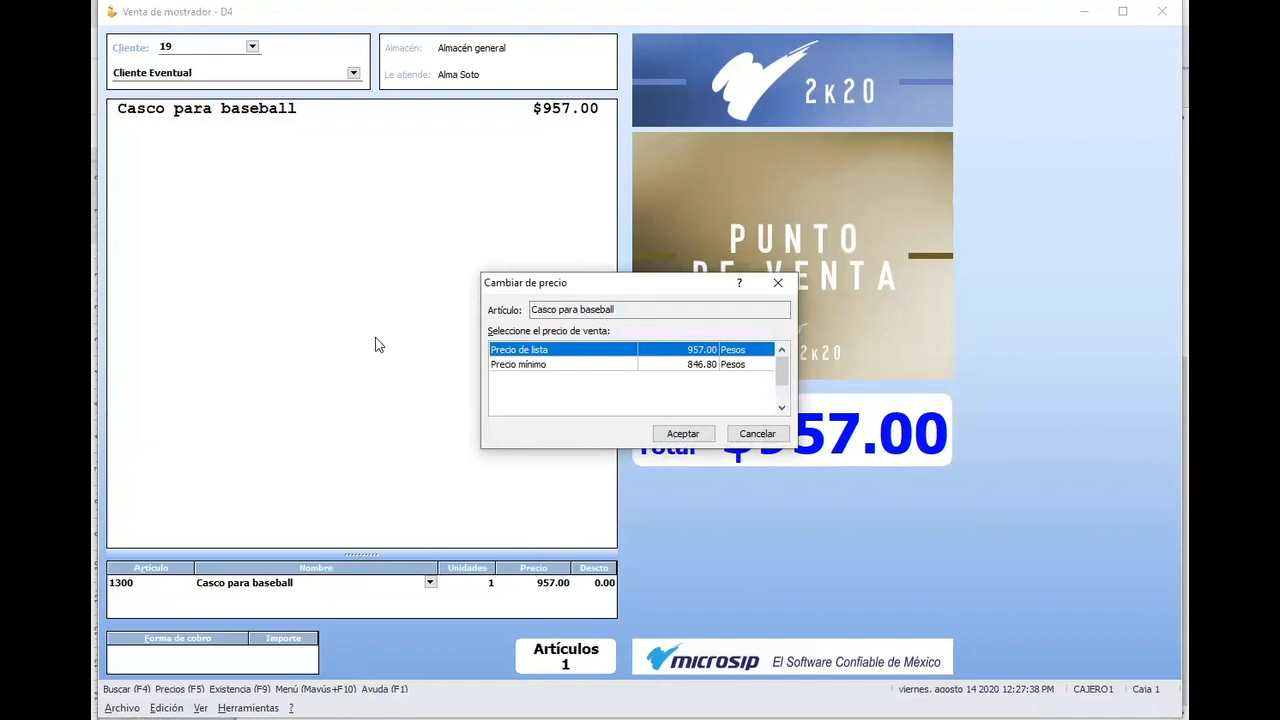 Venta de mostrador - D4
Cliente: 19
Cliente Eventual
Almacén: Almacén general
Le atiende: Alma Soto
2K20
Casco para baseball $957.00
PUNTO
DE VENTA
2K20
Cambiar de precio
?
Artículo: Casco para baseball
Seleccione el precio de venta:
Precio de lista 957.00 Pesos
Precio mínimo 846.80 Pesos
Aceptar Cancelar
Total $957.00
Artículo Nombre Unidades Precio Descto
1300 Casco para baseball 1 957.00 0.00
Forma de cobro Importe
Artículos
1
microsip El Software Confiable de México
Buscar (F4) Precios (F5) Existencia (F9) Menú (Mayús+F10) Ayuda (F1)
viernes, agosto 14 2020 12:27:38 PM CAJERO1 Caja 1
Archivo Edición Ver Herramientas ?